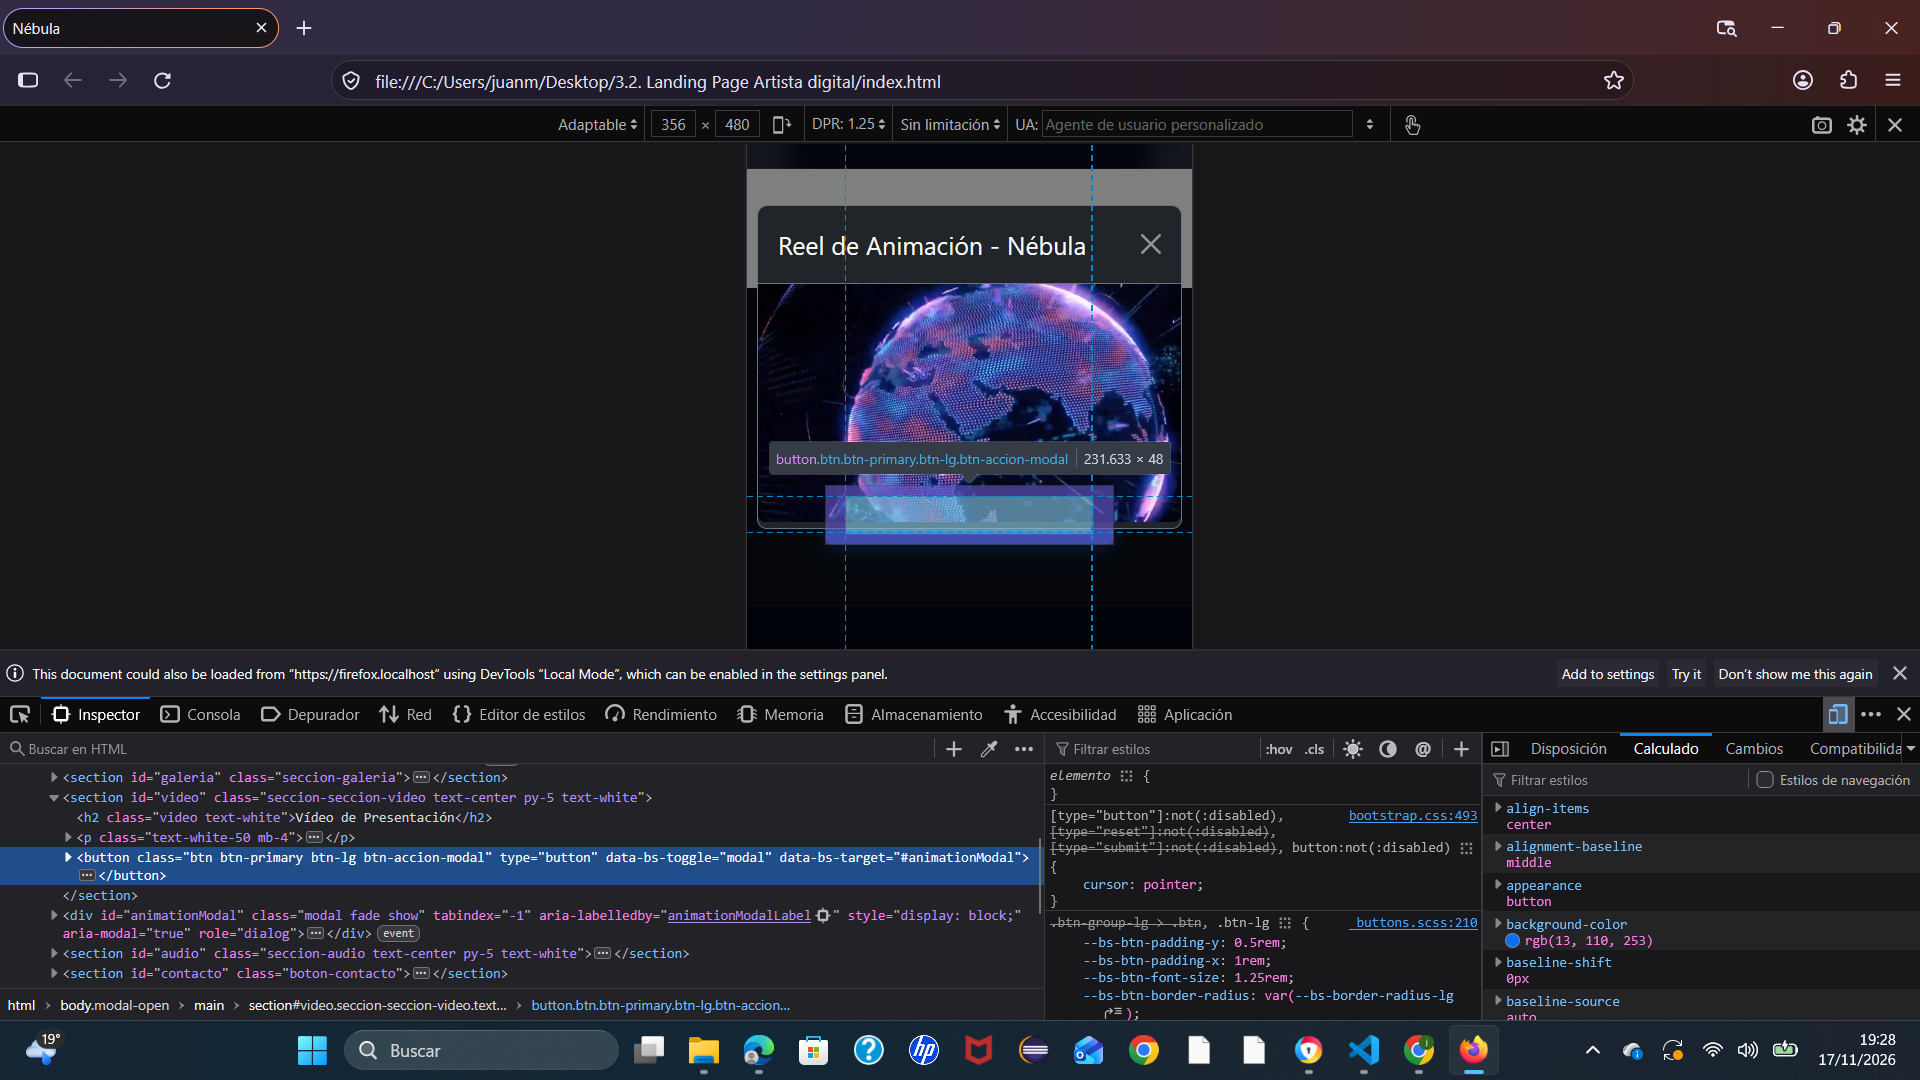 Nébula
file:///C:/Users/juanm/Desktop/3.2. Landing Page Artista digital/index.html
Adaptable 356 × 480 DPR: 1.25 Sin limitación UA: Agente de usuario personalizado
Reel de Animación - Nébula
button.btn.btn-primary.btn-lg.btn-accion-modal 231.633 × 48
This document could also be loaded from “https://firefox.localhost” using DevTools “Local Mode”, which can be enabled in the settings panel. Add to settings Try it Don’t show me this again
Inspector Consola Depurador Red Editor de estilos Rendimiento Memoria Almacenamiento Accesibilidad Aplicación
Buscar en HTML
<section id="galeria" class="seccion-galeria"></section>
<section id="video" class="seccion-seccion-video text-center py-5 text-white">
<h2 class="video text-white">Vídeo de Presentación</h2>
<p class="text-white-50 mb-4"></p>
<button class="btn btn-primary btn-lg btn-accion-modal" type="button" data-bs-toggle="modal" data-bs-target="#animationModal">
</button>
</section>
<div id="animationModal" class="modal fade show" tabindex="-1" aria-labelledby="animationModalLabel" style="display: block;"
aria-modal="true" role="dialog"></div> event
<section id="audio" class="seccion-audio text-center py-5 text-white"></section>
<section id="contacto" class="boton-contacto"></section>
html body.modal-open main section#video.seccion-seccion-video.text... button.btn.btn-primary.btn-lg.btn-accion...
Filtrar estilos :hov .cls
elemento {
}
[type="button"]:not(:disabled), bootstrap.css:493
[type="reset"]:not(:disabled),
[type="submit"]:not(:disabled), button:not(:disabled)
{
cursor: pointer;
}
.btn-group-lg > .btn, .btn-lg { _buttons.scss:210
--bs-btn-padding-y: 0.5rem;
--bs-btn-padding-x: 1rem;
--bs-btn-font-size: 1.25rem;
--bs-btn-border-radius: var(--bs-border-radius-lg
);
Disposición Calculado Cambios Compatibilida
Filtrar estilos Estilos de navegación
align-items
center
alignment-baseline
middle
appearance
button
background-color
rgb(13, 110, 253)
baseline-shift
0px
baseline-source
auto
19°
Buscar
19:28
17/11/2026